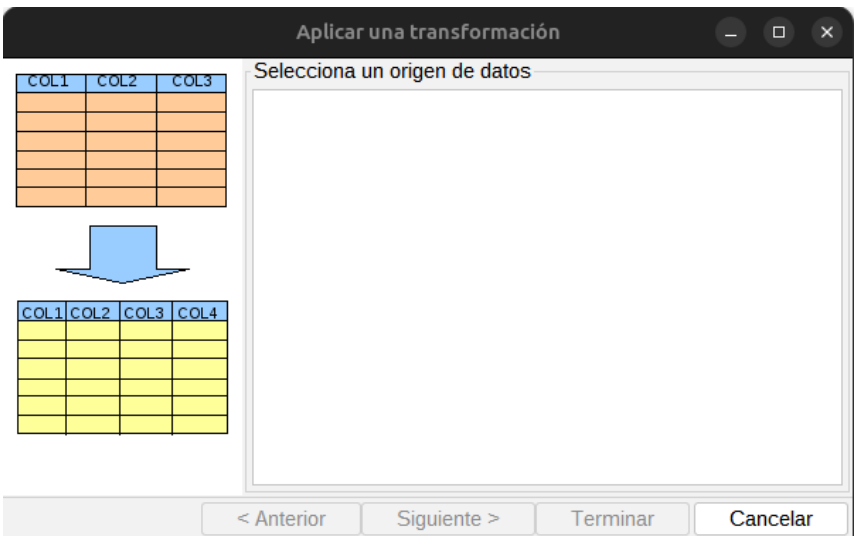 Aplicar una transformación
COL1 COL2 COL3
COL1 COL2 COL3 COL4
Selecciona un origen de datos
< Anterior Siguiente > Terminar Cancelar